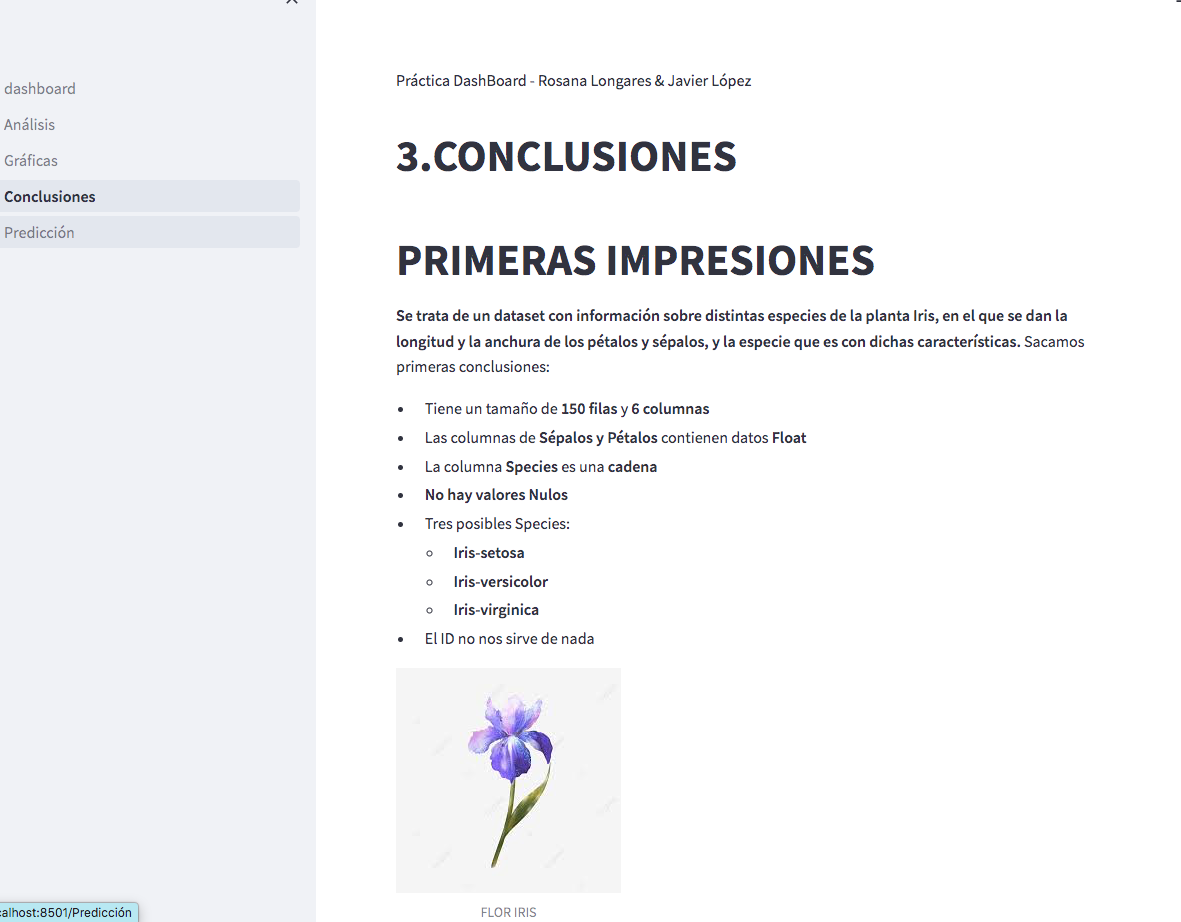 dashboard
Análisis
Gráficas
Conclusiones
Predicción
Práctica DashBoard - Rosana Longares & Javier López
3.CONCLUSIONES
PRIMERAS IMPRESIONES
Se trata de un dataset con información sobre distintas especies de la planta Iris, en el que se dan la
longitud y la anchura de los pétalos y sépalos, y la especie que es con dichas características. Sacamos
primeras conclusiones:
Tiene un tamaño de 150 filas y 6 columnas
Las columnas de Sépalos y Pétalos contienen datos Float
La columna Species es una cadena
No hay valores Nulos
Tres posibles Species:
Iris-setosa
Iris-versicolor
Iris-virginica
El ID no nos sirve de nada
FLOR IRIS
alhost:8501/Predicción